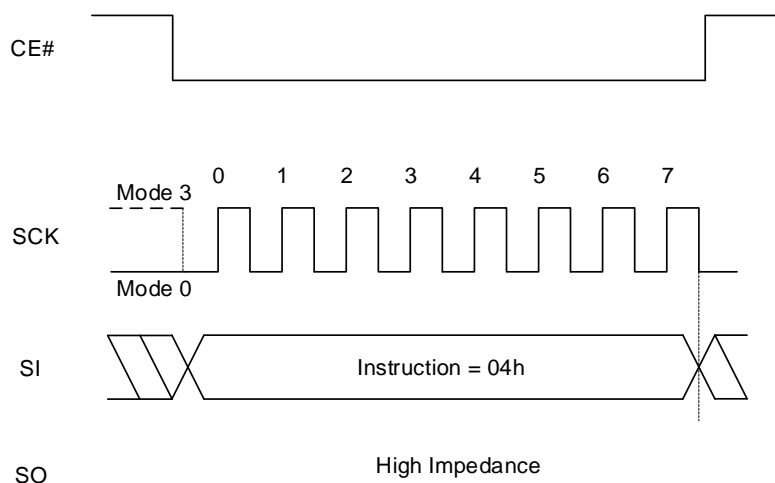 CE#
0 1 2 3 4 5 6 7
Mode 3
SCK
Mode 0
SI
Instruction = 04h
SO
High Impedance